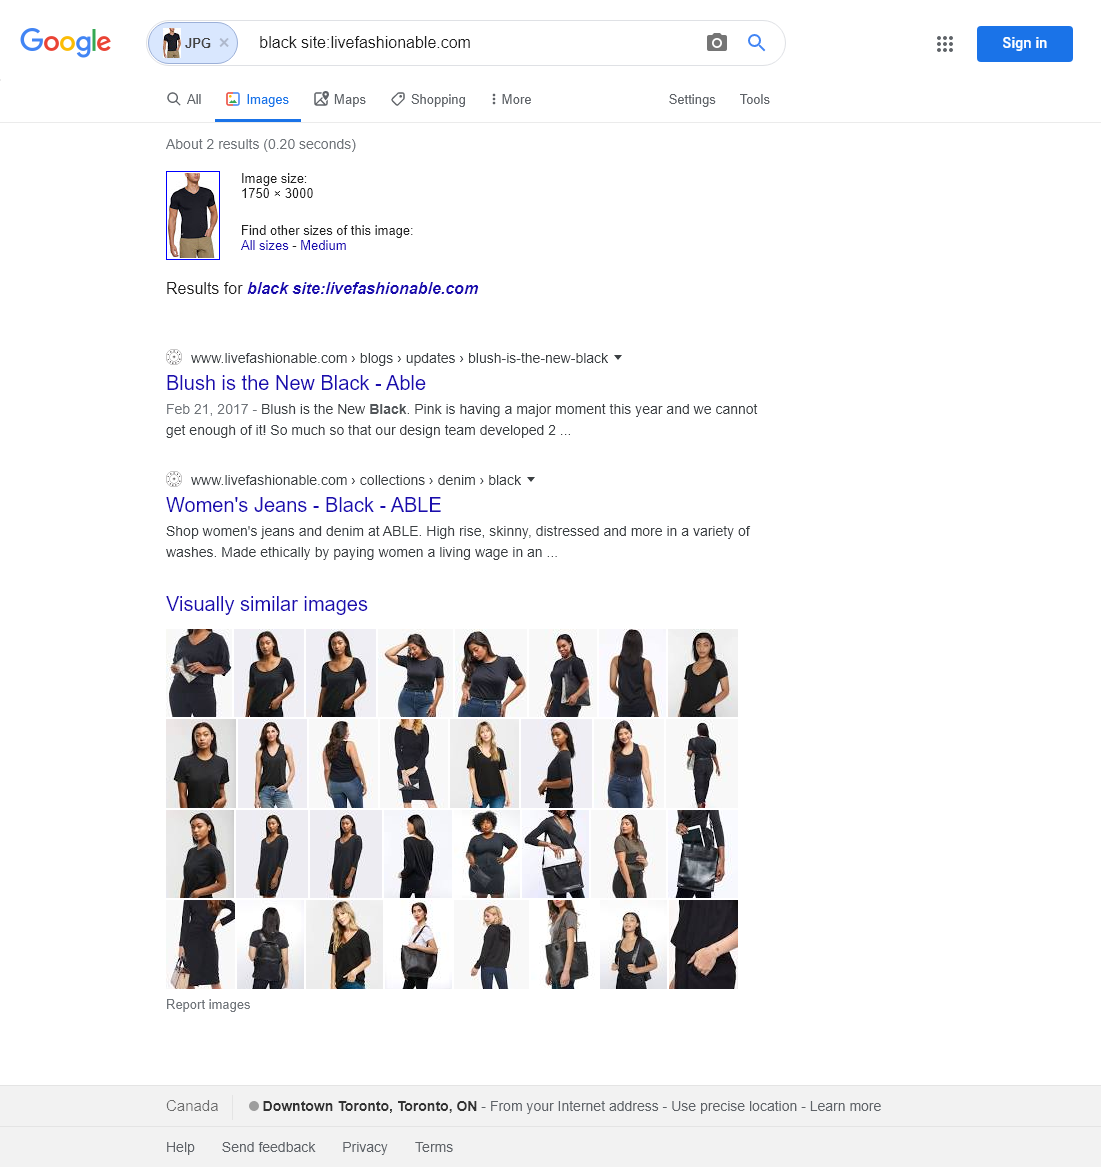 Google
JPG × black site:livefashionable.com
Sign in
All Images Maps Shopping More Settings Tools
About 2 results (0.20 seconds)
Image size:
1750 × 3000
Find other sizes of this image:
All sizes - Medium
Results for black site:livefashionable.com
www.livefashionable.com › blogs › updates › blush-is-the-new-black
Blush is the New Black - Able
Feb 21, 2017 - Blush is the New Black. Pink is having a major moment this year and we cannot
get enough of it! So much so that our design team developed 2 ...
www.livefashionable.com › collections › denim › black
Women's Jeans - Black - ABLE
Shop women's jeans and denim at ABLE. High rise, skinny, distressed and more in a variety of
washes. Made ethically by paying women a living wage in an ...
Visually similar images
Report images
Canada Downtown Toronto, Toronto, ON - From your Internet address - Use precise location - Learn more
Help Send feedback Privacy Terms